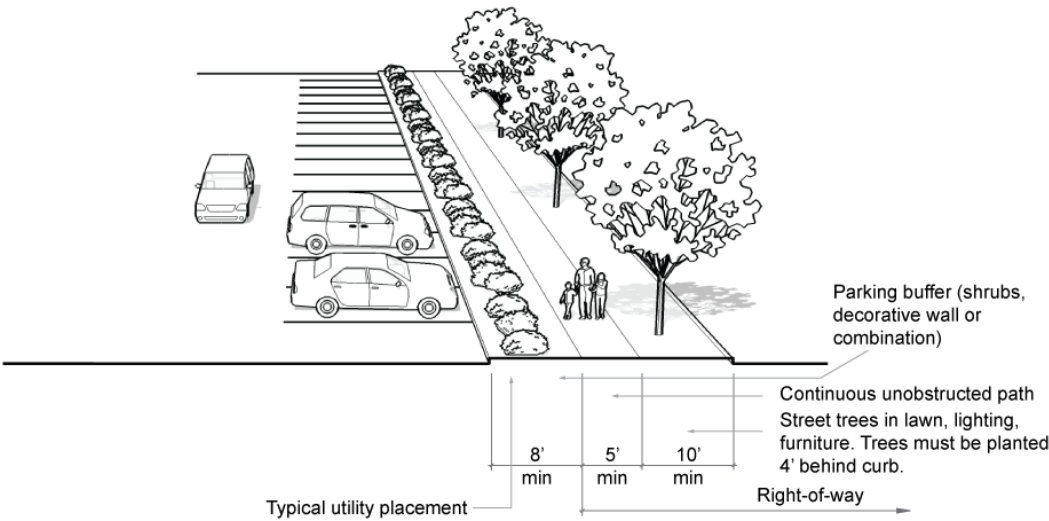 Parking buffer (shrubs,
decorative wall or
combination)
Continuous unobstructed path
Street trees in lawn, lighting,
furniture. Trees must be planted
4' behind curb.
8'
min
5'
min
10'
min
Right-of-way
Typical utility placement